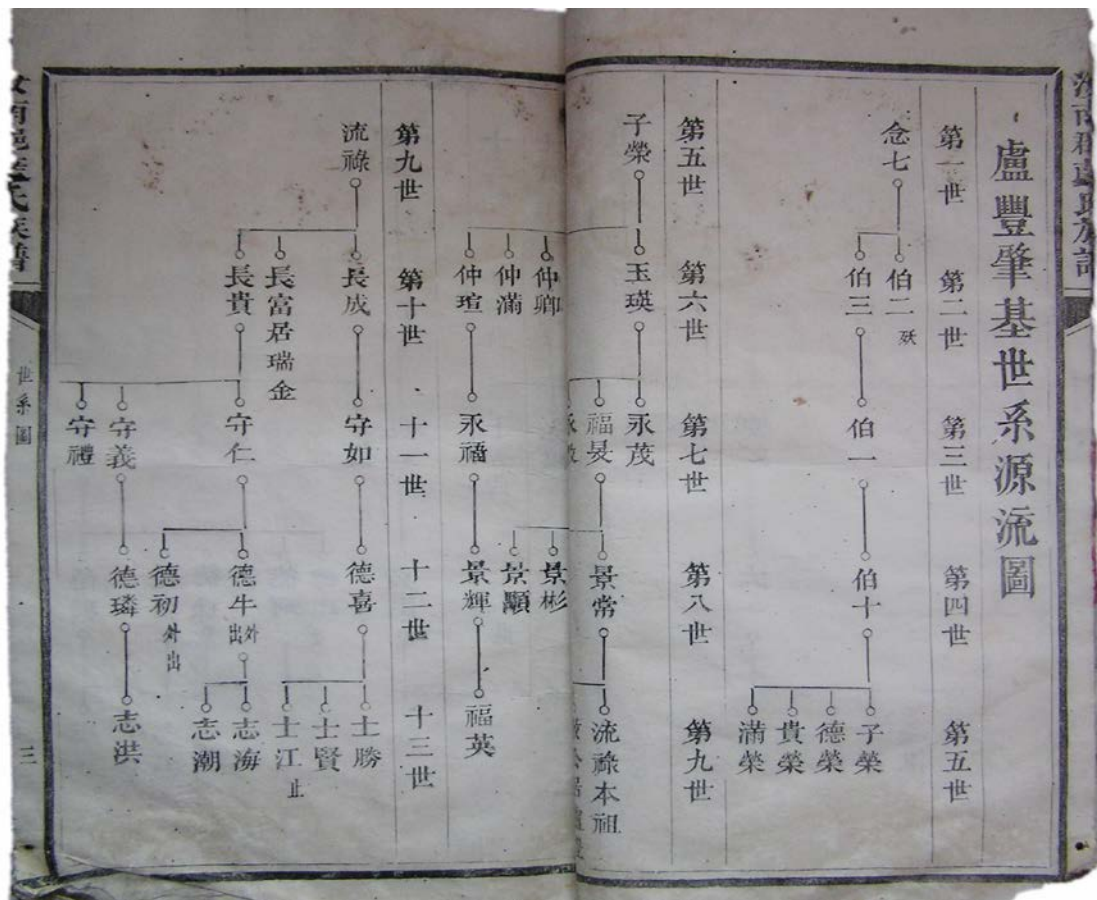 盧豐肇基世系源流圖
第一世
第二世
第三世
第四世
第五世
念七
伯二 殀
伯三
伯一
伯十
子榮
德榮
貴榮
滿榮
第五世
第六世
第七世
第八世
第九世
子榮
玉瑛
永茂
福旻
景常
流祿本祖
仲卿
景彬
仲滿
景顯
仲瑄
永福
景輝
福英
第九世
第十世
十一世
十二世
十三世
流祿
長成
守如
德喜
士勝
士賢
士江 止
長富居瑞金
長貴
守仁
德牛 外出
志海
志潮
德初 外出
守義
德璘
志洪
守禮
世系圖
三